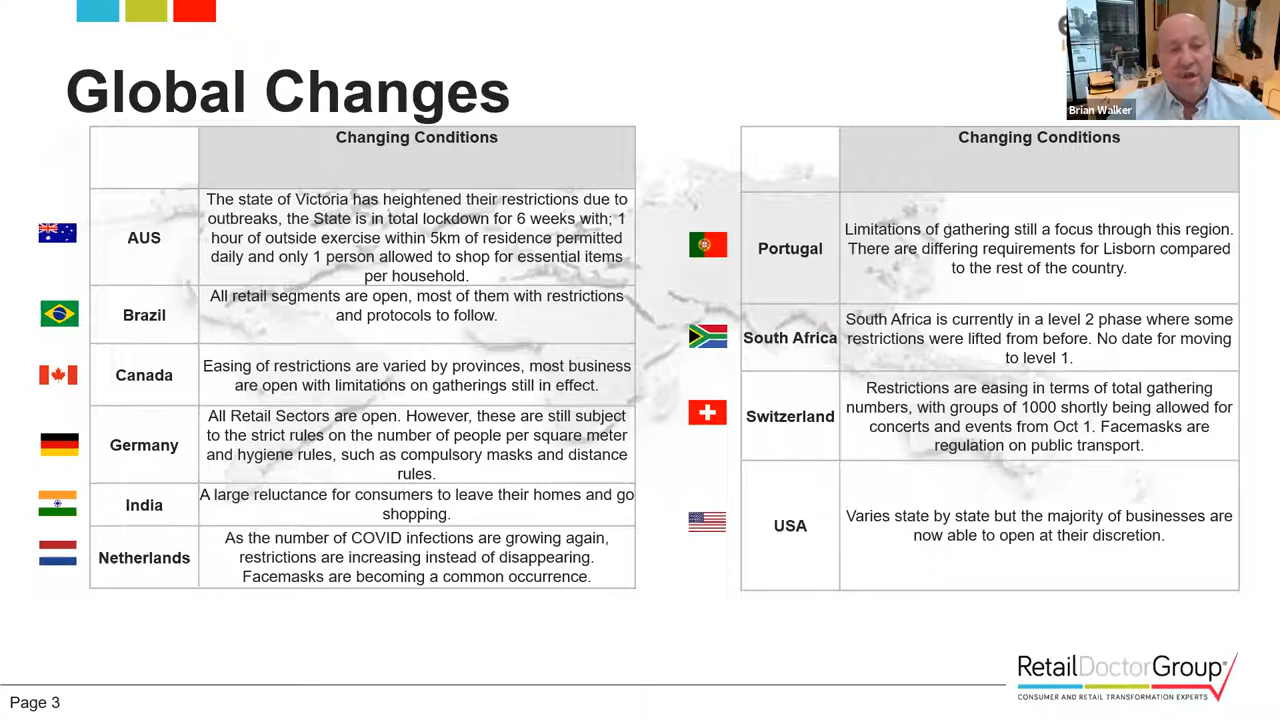 Global Changes
Brian Walker
Changing Conditions
AUS
The state of Victoria has heightened their restrictions due to
outbreaks, the State is in total lockdown for 6 weeks with; 1
hour of outside exercise within 5km of residence permitted
daily and only 1 person allowed to shop for essential items
per household.
Brazil
All retail segments are open, most of them with restrictions
and protocols to follow.
Canada
Easing of restrictions are varied by provinces, most business
are open with limitations on gatherings still in effect.
Germany
All Retail Sectors are open. However, these are still subject
to the strict rules on the number of people per square meter
and hygiene rules, such as compulsory masks and distance
rules.
India
A large reluctance for consumers to leave their homes and go
shopping.
Netherlands
As the number of COVID infections are growing again,
restrictions are increasing instead of disappearing.
Facemasks are becoming a common occurrence.
Changing Conditions
Portugal
Limitations of gathering still a focus through this region.
There are differing requirements for Lisborn compared
to the rest of the country.
South Africa
South Africa is currently in a level 2 phase where some
restrictions were lifted from before. No date for moving
to level 1.
Switzerland
Restrictions are easing in terms of total gathering
numbers, with groups of 1000 shortly being allowed for
concerts and events from Oct 1. Facemasks are
regulation on public transport.
USA
Varies state by state but the majority of businesses are
now able to open at their discretion.
RetailDoctorGroup
CONSUMER AND RETAIL TRANSFORMATION EXPERTS
Page 3